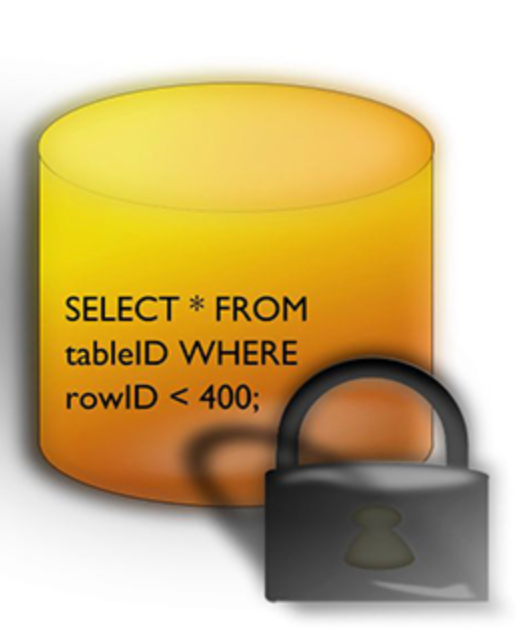 SELECT * FROM
tableID WHERE
rowID < 400;